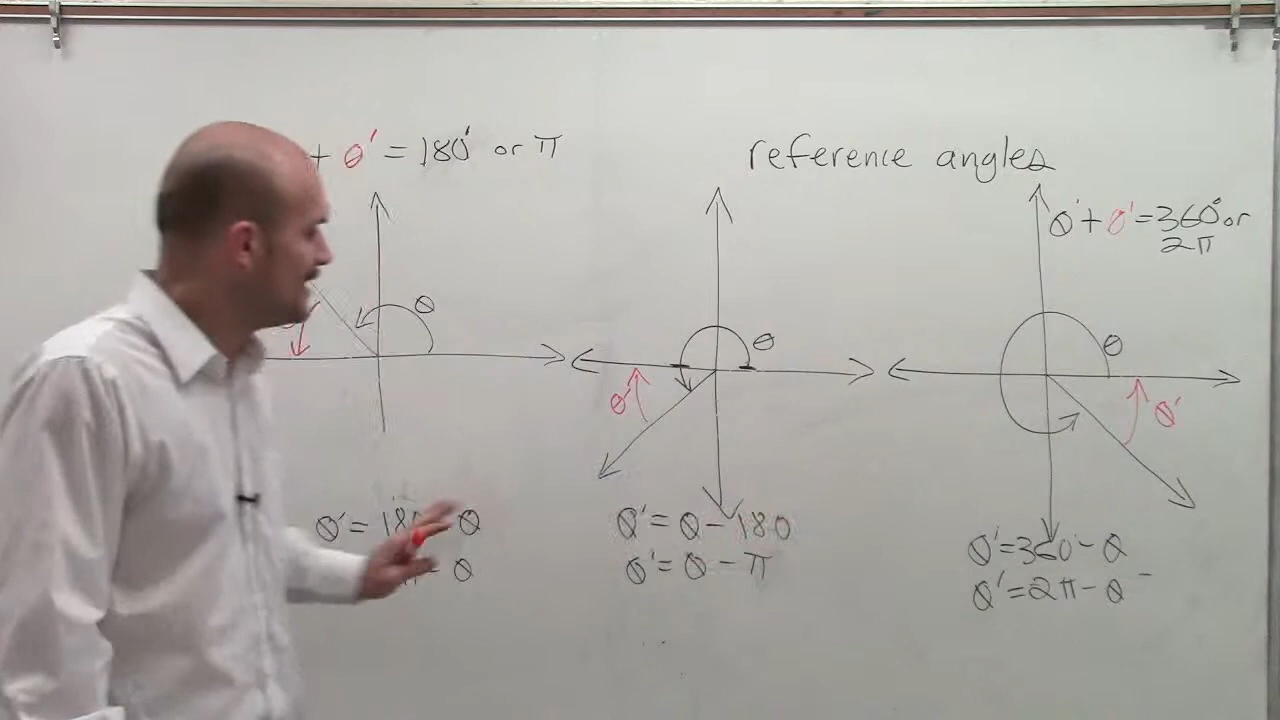 + θ' = 180° or π
reference angles
θ' + θ' = 360° or
2π
θ
θ
θ'
θ
θ'
θ' = 180 - θ
- θ
θ' = θ - 180
θ' = θ - π
θ' = 360° - θ
θ' = 2π - θ